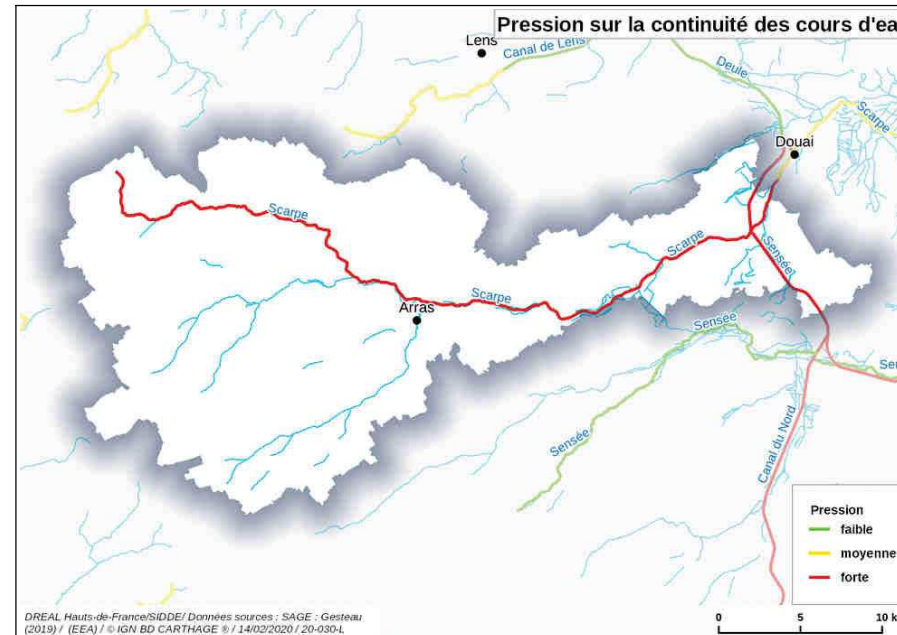 Pression sur la continuité des cours d'ea
Lens
Canal de Lens
Deule
Scarpe
Douai
Scarpe
Scarpe
Sensée
Scarpe
Arras
Sensée
Sen
Sensée
Canal du Nord
Pression
faible
moyenne
forte
DREAL Hauts-de-France/SIDDE/ Données sources : SAGE : Gesteau
(2019) / (EEA) / © IGN BD CARTHAGE ® / 14/02/2020 / 20-030-L
0 5 10 k